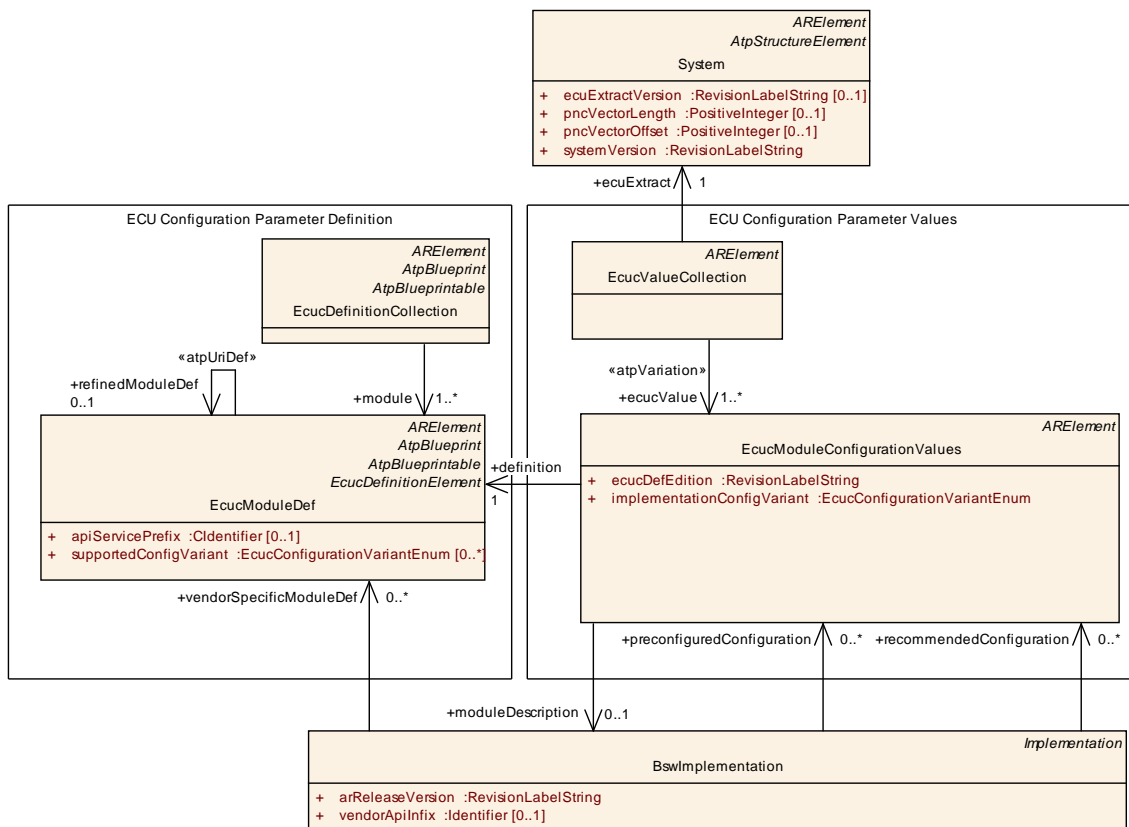 ARElement
AtpStructureElement
System
+ ecuExtractVersion :RevisionLabelString [0..1]
+ pncVectorLength :PositiveInteger [0..1]
+ pncVectorOffset :PositiveInteger [0..1]
+ systemVersion :RevisionLabelString
+ecuExtract 1
ECU Configuration Parameter Definition
ECU Configuration Parameter Values
ARElement
AtpBlueprint
AtpBlueprintable
EcucDefinitionCollection
ARElement
EcucValueCollection
«atpUriDef»
+refinedModuleDef
0..1
+module 1..*
«atpVariation»
+ecucValue 1..*
ARElement
AtpBlueprint
AtpBlueprintable
EcucDefinitionElement
EcucModuleDef
+ apiServicePrefix :CIdentifier [0..1]
+ supportedConfigVariant :EcucConfigurationVariantEnum [0..*]
+definition
1
ARElement
EcucModuleConfigurationValues
+ ecucDefEdition :RevisionLabelString
+ implementationConfigVariant :EcucConfigurationVariantEnum
+vendorSpecificModuleDef 0..*
+preconfiguredConfiguration 0..*
+recommendedConfiguration 0..*
+moduleDescription 0..1
Implementation
BswImplementation
+ arReleaseVersion :RevisionLabelString
+ vendorApiInfix :Identifier [0..1]